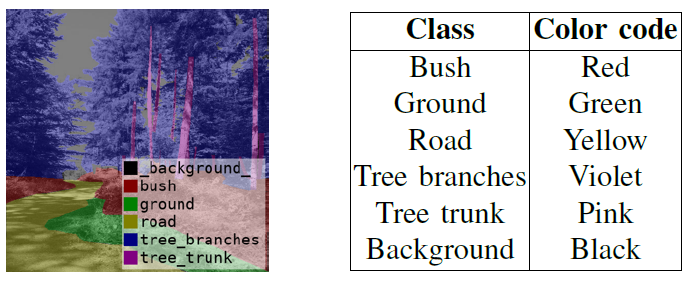 _background_
bush
ground
road
tree_branches
tree_trunk
Class Color code
Bush Red
Ground Green
Road Yellow
Tree branches Violet
Tree trunk Pink
Background Black